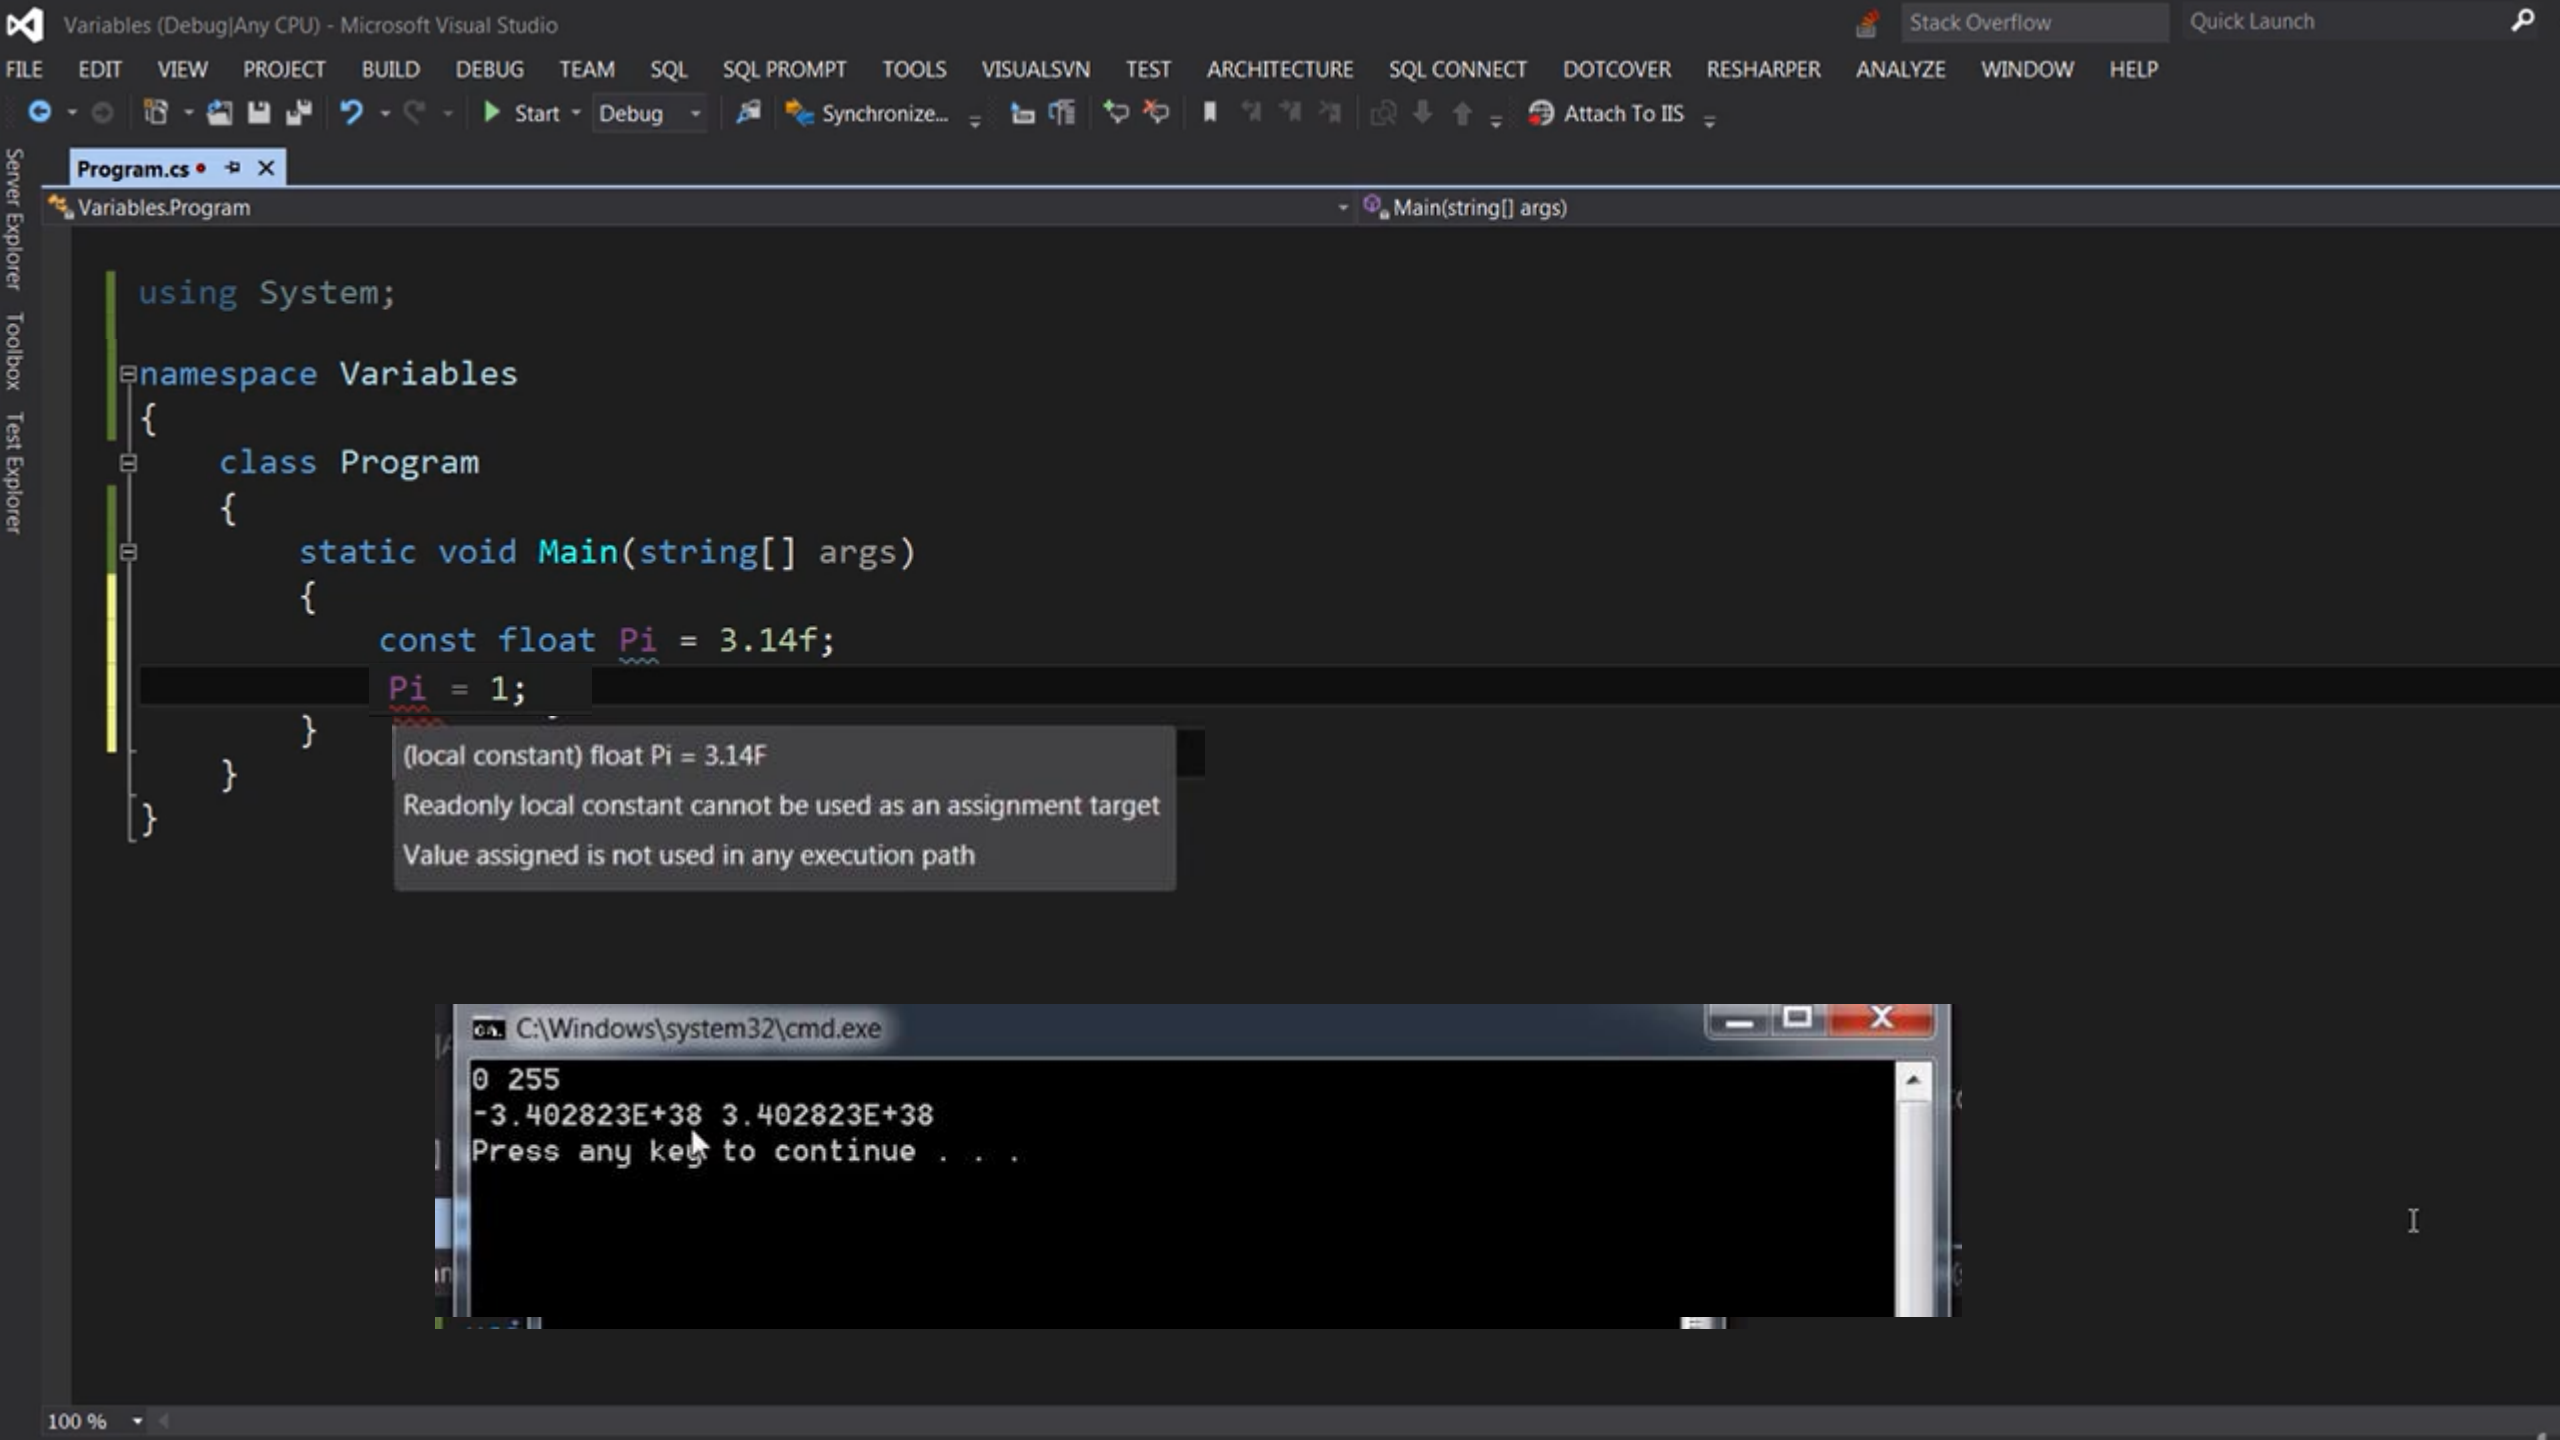 Variables (Debug|Any CPU) - Microsoft Visual Studio
Stack Overflow
Quick Launch
FILE EDIT VIEW PROJECT BUILD DEBUG TEAM SQL SQL PROMPT TOOLS VISUALSVN TEST ARCHITECTURE SQL CONNECT DOTCOVER RESHARPER ANALYZE WINDOW HELP
Start Debug Synchronize... Attach To IIS
Server Explorer
Toolbox
Test Explorer
Program.cs
Variables.Program
Main(string[] args)
using System;
namespace Variables
{
class Program
{
static void Main(string[] args)
{
const float Pi = 3.14f;
Pi = 1;
}
}
}
(local constant) float Pi = 3.14F
Readonly local constant cannot be used as an assignment target
Value assigned is not used in any execution path
C:\Windows\system32\cmd.exe
0 255
-3.402823E+38 3.402823E+38
Press any key to continue . . .
100 %